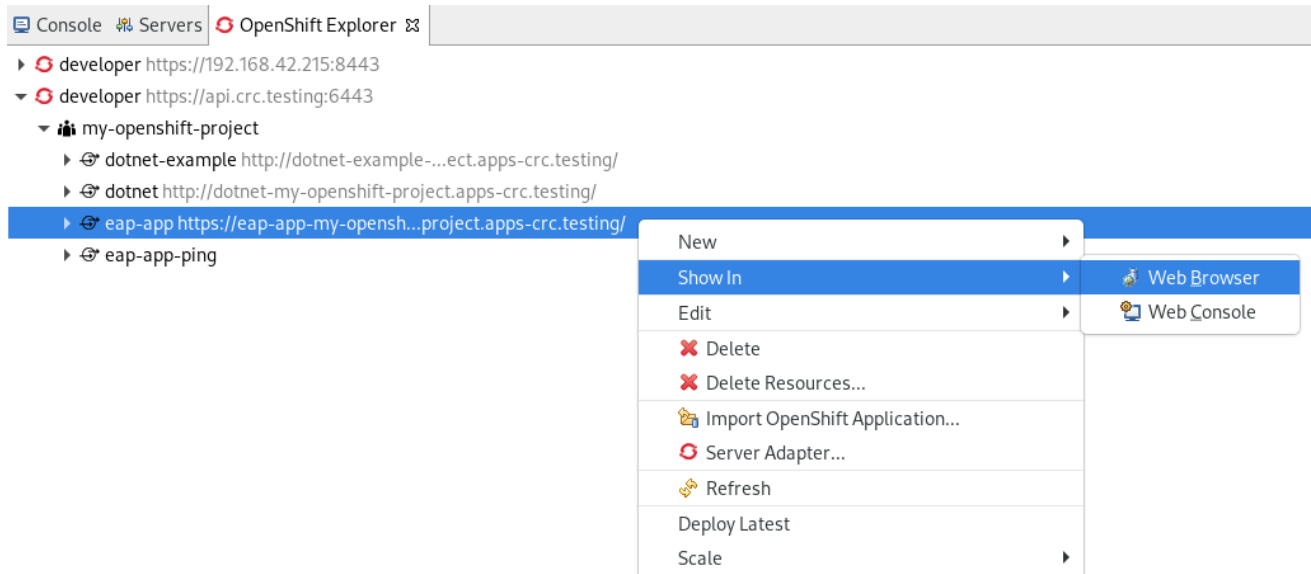 Console Servers OpenShift Explorer
developer https://192.168.42.215:8443
developer https://api.crc.testing:6443
my-openshift-project
dotnet-example http://dotnet-example-...ect.apps-crc.testing/
dotnet http://dotnet-my-openshift-project.apps-crc.testing/
eap-app https://eap-app-my-opensh...project.apps-crc.testing/
eap-app-ping
New
Show In
Edit
Delete
Delete Resources...
Import OpenShift Application...
Server Adapter...
Refresh
Deploy Latest
Scale
Web Browser
Web Console